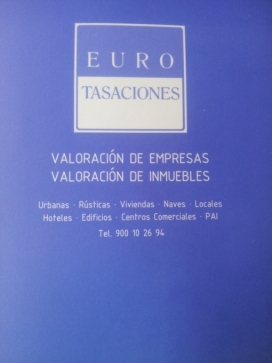 EURO
TASACIONES
VALORACIÓN DE EMPRESAS
VALORACIÓN DE INMUEBLES
Urbanas · Rústicas · Viviendas · Naves · Locales
Hoteles · Edificios · Centros Comerciales · PAI
Tel. 900 10 26 94